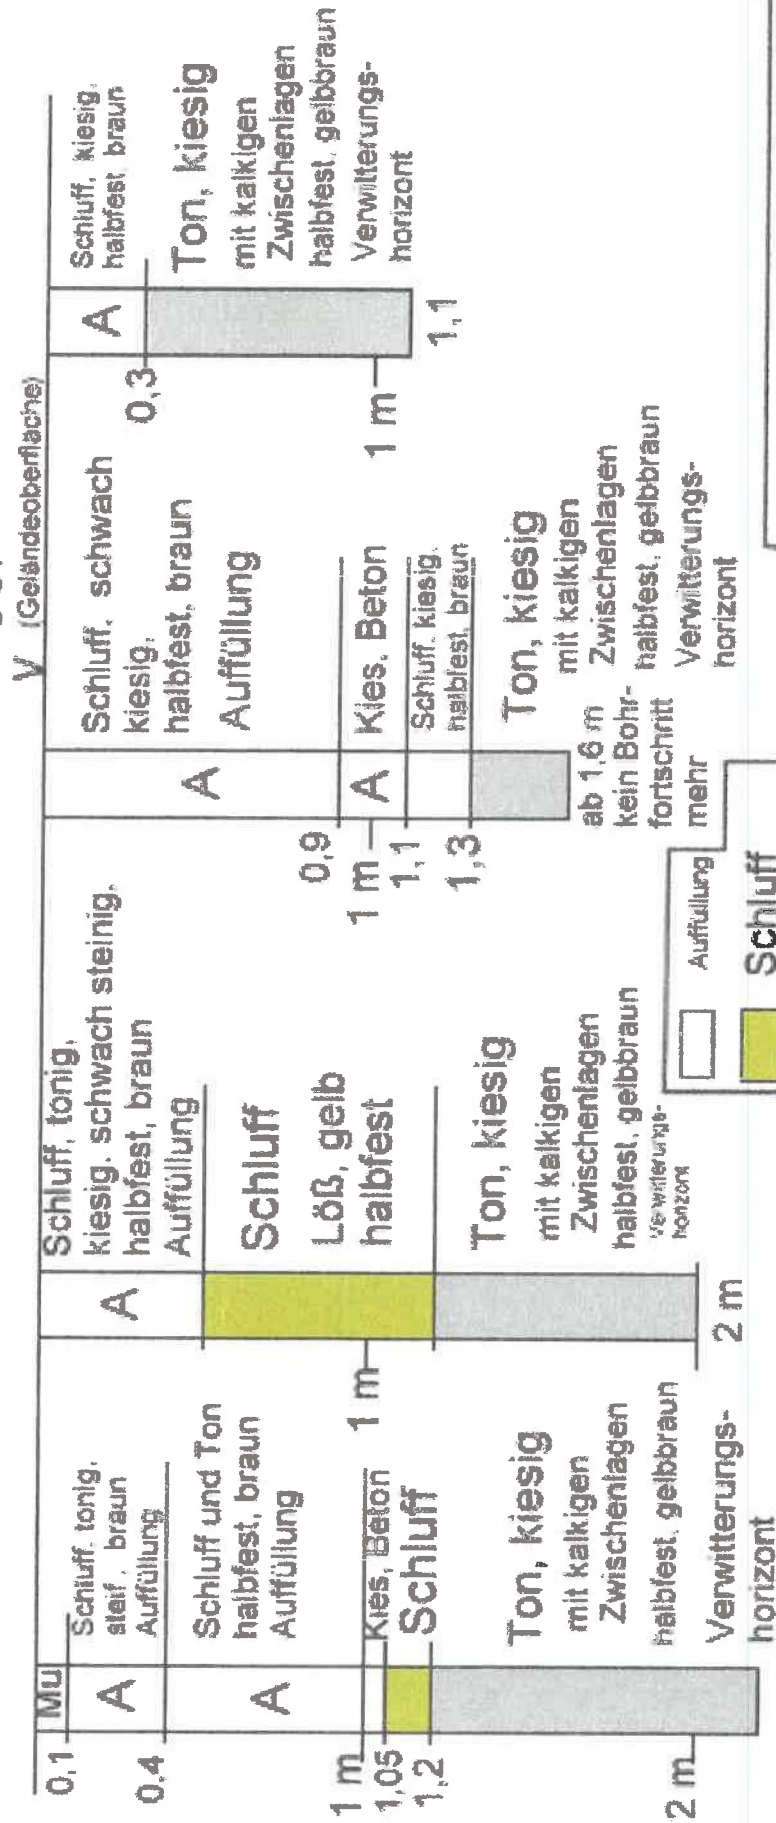 (Geländeoberfläche)
Mu
0,1
A
Schluff, tonig,
steif, braun
Auffüllung
0,4
A
Schluff und Ton
halbfest, braun
Auffüllung
1 m
Kies, Beton
1,05
Schluff
1,2
Ton, kiesig
mit kalkigen
Zwischenlagen
halbfest, gelbbraun
Verwitterungs-
horizont
2 m
A
Schluff, tonig,
kiesig, schwach steinig,
halbfest, braun
Auffüllung
Schluff
Löß, gelb
halbfest
1 m
Ton, kiesig
mit kalkigen
Zwischenlagen
halbfest, gelbbraun
Verwitterungs-
horizont
2 m
A
Schluff, schwach
kiesig,
halbfest, braun
Auffüllung
0,9
1 m
A
Kies, Beton
1,1
Schluff, kiesig,
halbfest, braun
1,3
Ton, kiesig
mit kalkigen
Zwischenlagen
halbfest, gelbbraun
Verwitterungs-
horizont
ab 1,6 m
kein Bohr-
fortschritt
mehr
A
Schluff, kiesig,
halbfest, braun
0,3
Ton, kiesig
mit kalkigen
Zwischenlagen
halbfest, gelbbraun
Verwitterungs-
horizont
1 m
1,1
Auffüllung
Schluff